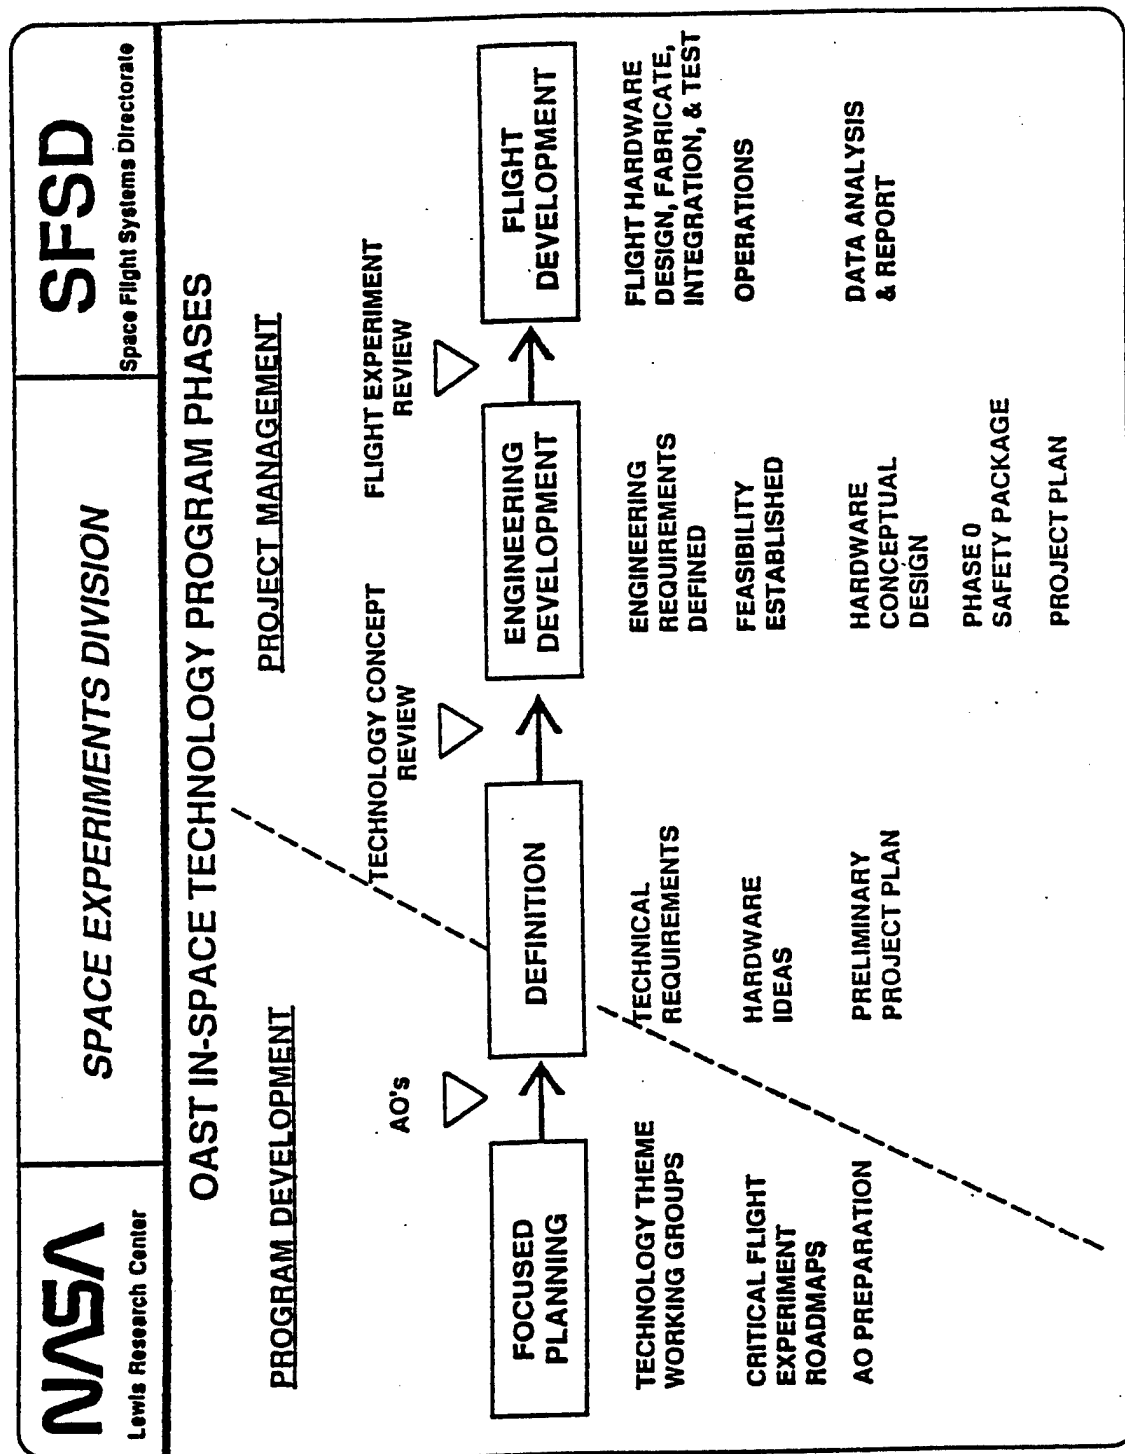 NASA
Lewis Research Center
SPACE EXPERIMENTS DIVISION
SFSD
Space Flight Systems Directorate
OAST IN-SPACE TECHNOLOGY PROGRAM PHASES
PROGRAM DEVELOPMENT
PROJECT MANAGEMENT
AO's
TECHNOLOGY CONCEPT
REVIEW
FLIGHT EXPERIMENT
REVIEW
FOCUSED
PLANNING
DEFINITION
ENGINEERING
DEVELOPMENT
FLIGHT
DEVELOPMENT
TECHNOLOGY THEME
WORKING GROUPS
CRITICAL FLIGHT
EXPERIMENT
ROADMAPS
AO PREPARATION
TECHNICAL
REQUIREMENTS
HARDWARE
IDEAS
PRELIMINARY
PROJECT PLAN
ENGINEERING
REQUIREMENTS
DEFINED
FEASIBILITY
ESTABLISHED
HARDWARE
CONCEPTUAL
DESIGN
PHASE 0
SAFETY PACKAGE
PROJECT PLAN
FLIGHT HARDWARE
DESIGN, FABRICATE,
INTEGRATION, & TEST
OPERATIONS
DATA ANALYSIS
& REPORT